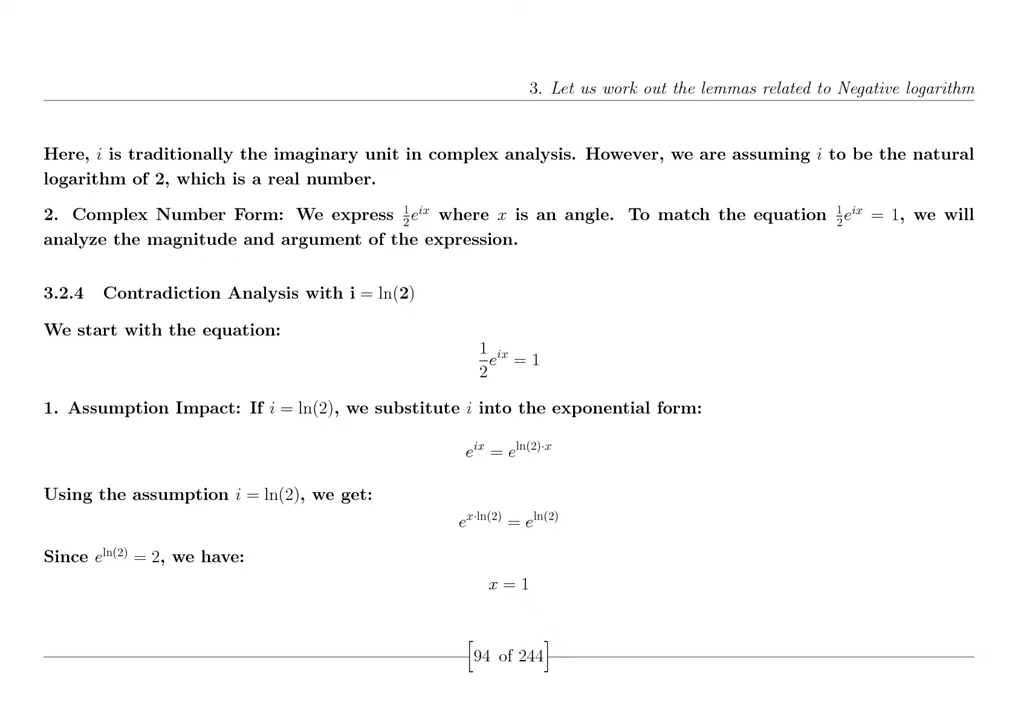 3. Let us work out the lemmas related to Negative logarithm
Here, i is traditionally the imaginary unit in complex analysis. However, we are assuming i to be the natural
logarithm of 2, which is a real number.
2. Complex Number Form: We express \frac{1}{2}e^{ix} where x is an angle. To match the equation \frac{1}{2}e^{ix} = 1, we will
analyze the magnitude and argument of the expression.
3.2.4 Contradiction Analysis with i = ln(2)
We start with the equation:
\frac{1}{2}e^{ix} = 1
1. Assumption Impact: If i = ln(2), we substitute i into the exponential form:
e^{ix} = e^{ln(2)·x}
Using the assumption i = ln(2), we get:
e^{x·ln(2)} = e^{ln(2)}
Since e^{ln(2)} = 2, we have:
x = 1
[94 of 244]